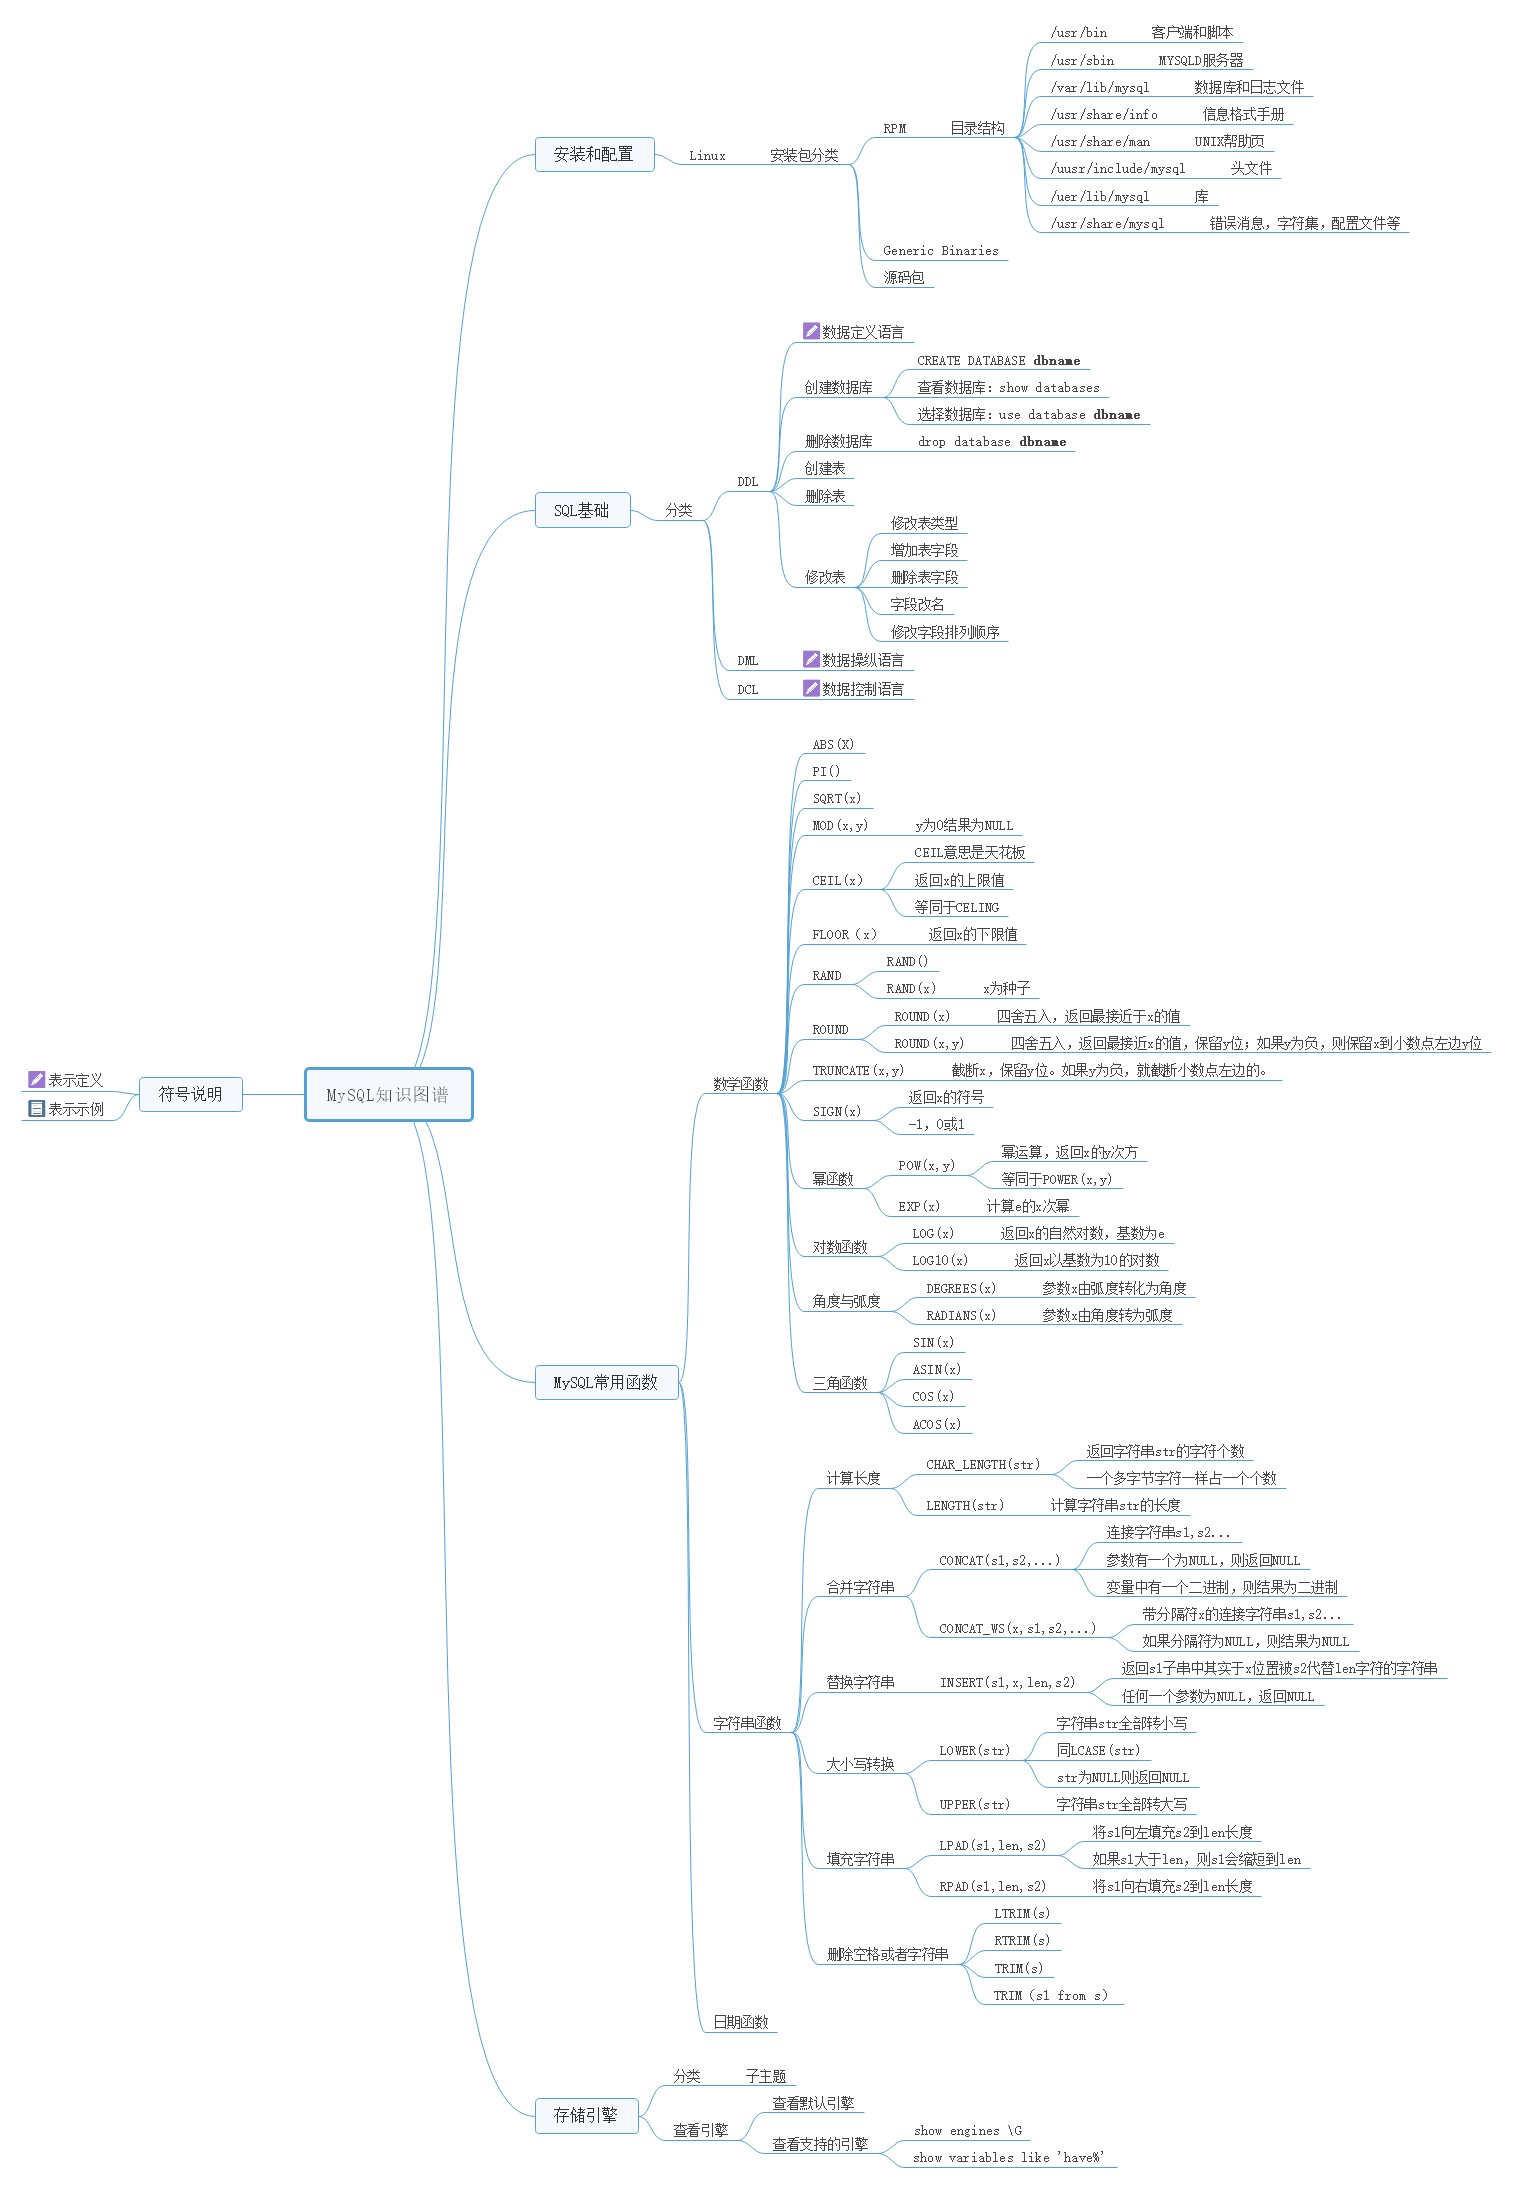 MySQL知识图谱
符号说明
表示定义
表示示例
安装和配置
Linux
安装包分类
RPM
目录结构
/usr/bin 客户端和脚本
/usr/sbin MYSQLD服务器
/var/lib/mysql 数据库和日志文件
/usr/share/info 信息格式手册
/usr/share/man UNIX帮助页
/uusr/include/mysql 头文件
/uer/lib/mysql 库
/usr/share/mysql 错误消息，字符集，配置文件等
Generic Binaries
源码包
SQL基础
分类
DDL
数据定义语言
创建数据库
CREATE DATABASE dbname
查看数据库：show databases
选择数据库：use database dbname
删除数据库 drop database dbname
创建表
删除表
修改表
修改表类型
增加表字段
删除表字段
字段改名
修改字段排列顺序
DML 数据操纵语言
DCL 数据控制语言
MySQL常用函数
数学函数
ABS(X)
PI()
SQRT(x)
MOD(x,y) y为0结果为NULL
CEIL(x)
CEIL意思是天花板
返回x的上限值
等同于CELING
FLOOR（x） 返回x的下限值
RAND
RAND()
RAND(x) x为种子
ROUND
ROUND(x) 四舍五入，返回最接近于x的值
ROUND(x,y) 四舍五入，返回最接近x的值，保留y位；如果y为负，则保留x到小数点左边y位
TRUNCATE(x,y) 截断x，保留y位。如果y为负，就截断小数点左边的。
SIGN(x)
返回x的符号
-1，0或1
幂函数
POW(x,y)
幂运算，返回x的y次方
等同于POWER(x,y)
EXP(x) 计算e的x次幂
对数函数
LOG(x) 返回x的自然对数，基数为e
LOG10(x) 返回x以基数为10的对数
角度与弧度
DEGREES(x) 参数x由弧度转化为角度
RADIANS(x) 参数x由角度转为弧度
三角函数
SIN(x)
ASIN(x)
COS(x)
ACOS(x)
字符串函数
计算长度
CHAR_LENGTH(str)
返回字符串str的字符个数
一个多字节字符一样占一个个数
LENGTH(str) 计算字符串str的长度
合并字符串
CONCAT(s1,s2,...)
连接字符串s1,s2...
参数有一个为NULL，则返回NULL
变量中有一个二进制，则结果为二进制
CONCAT_WS(x,s1,s2,...)
带分隔符x的连接字符串s1,s2...
如果分隔符为NULL，则结果为NULL
替换字符串
INSERT(s1,x,len,s2)
返回s1子串中其实于x位置被s2代替len字符的字符串
任何一个参数为NULL，返回NULL
大小写转换
LOWER(str)
字符串str全部转小写
同LCASE(str)
str为NULL则返回NULL
UPPER(str) 字符串str全部转大写
填充字符串
LPAD(s1,len,s2)
将s1向左填充s2到len长度
如果s1大于len，则s1会缩短到len
RPAD(s1,len,s2) 将s1向右填充s2到len长度
删除空格或者字符串
LTRIM(s)
RTRIM(s)
TRIM(s)
TRIM（s1 from s）
日期函数
存储引擎
分类 子主题
查看引擎
查看默认引擎
查看支持的引擎
show engines \G
show variables like 'have%'